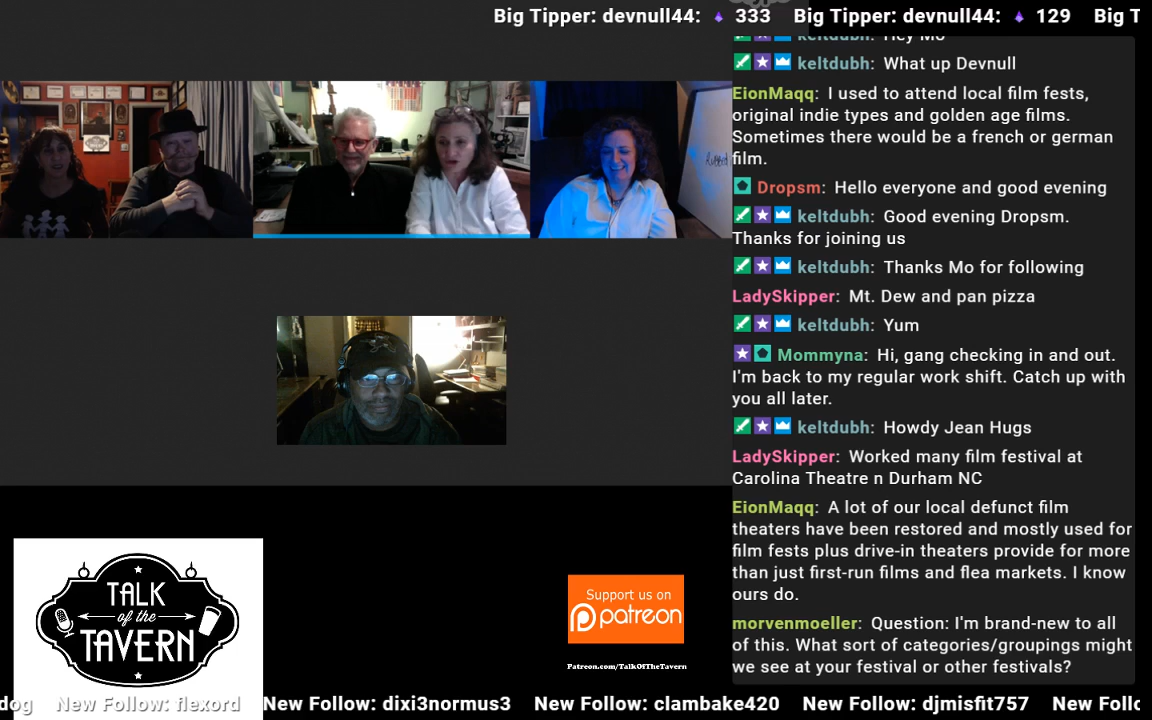 Big Tipper: devnull44: 333 Big Tipper: devnull44: 129 Big T
keltdubh: Hey Mo
keltdubh: What up Devnull
EionMaqq: I used to attend local film fests,
original indie types and golden age films.
Sometimes there would be a french or german
film.
Dropsm: Hello everyone and good evening
keltdubh: Good evening Dropsm.
Thanks for joining us
keltdubh: Thanks Mo for following
LadySkipper: Mt. Dew and pan pizza
keltdubh: Yum
Mommyna: Hi, gang checking in and out.
I'm back to my regular work shift. Catch up with
you all later.
keltdubh: Howdy Jean Hugs
LadySkipper: Worked many film festival at
Carolina Theatre n Durham NC
EionMaqq: A lot of our local defunct film
theaters have been restored and mostly used for
film fests plus drive-in theaters provide for more
than just first-run films and flea markets. I know
ours do.
morvenmoeller: Question: I'm brand-new to all
of this. What sort of categories/groupings might
we see at your festival or other festivals?
TALK
of the
TAVERN
Support us on
patreon
Patreon.com/TalkOfTheTavern
dog New Follow: flexord New Follow: dixi3normus3 New Follow: clambake420 New Follow: djmisfit757 New Follo